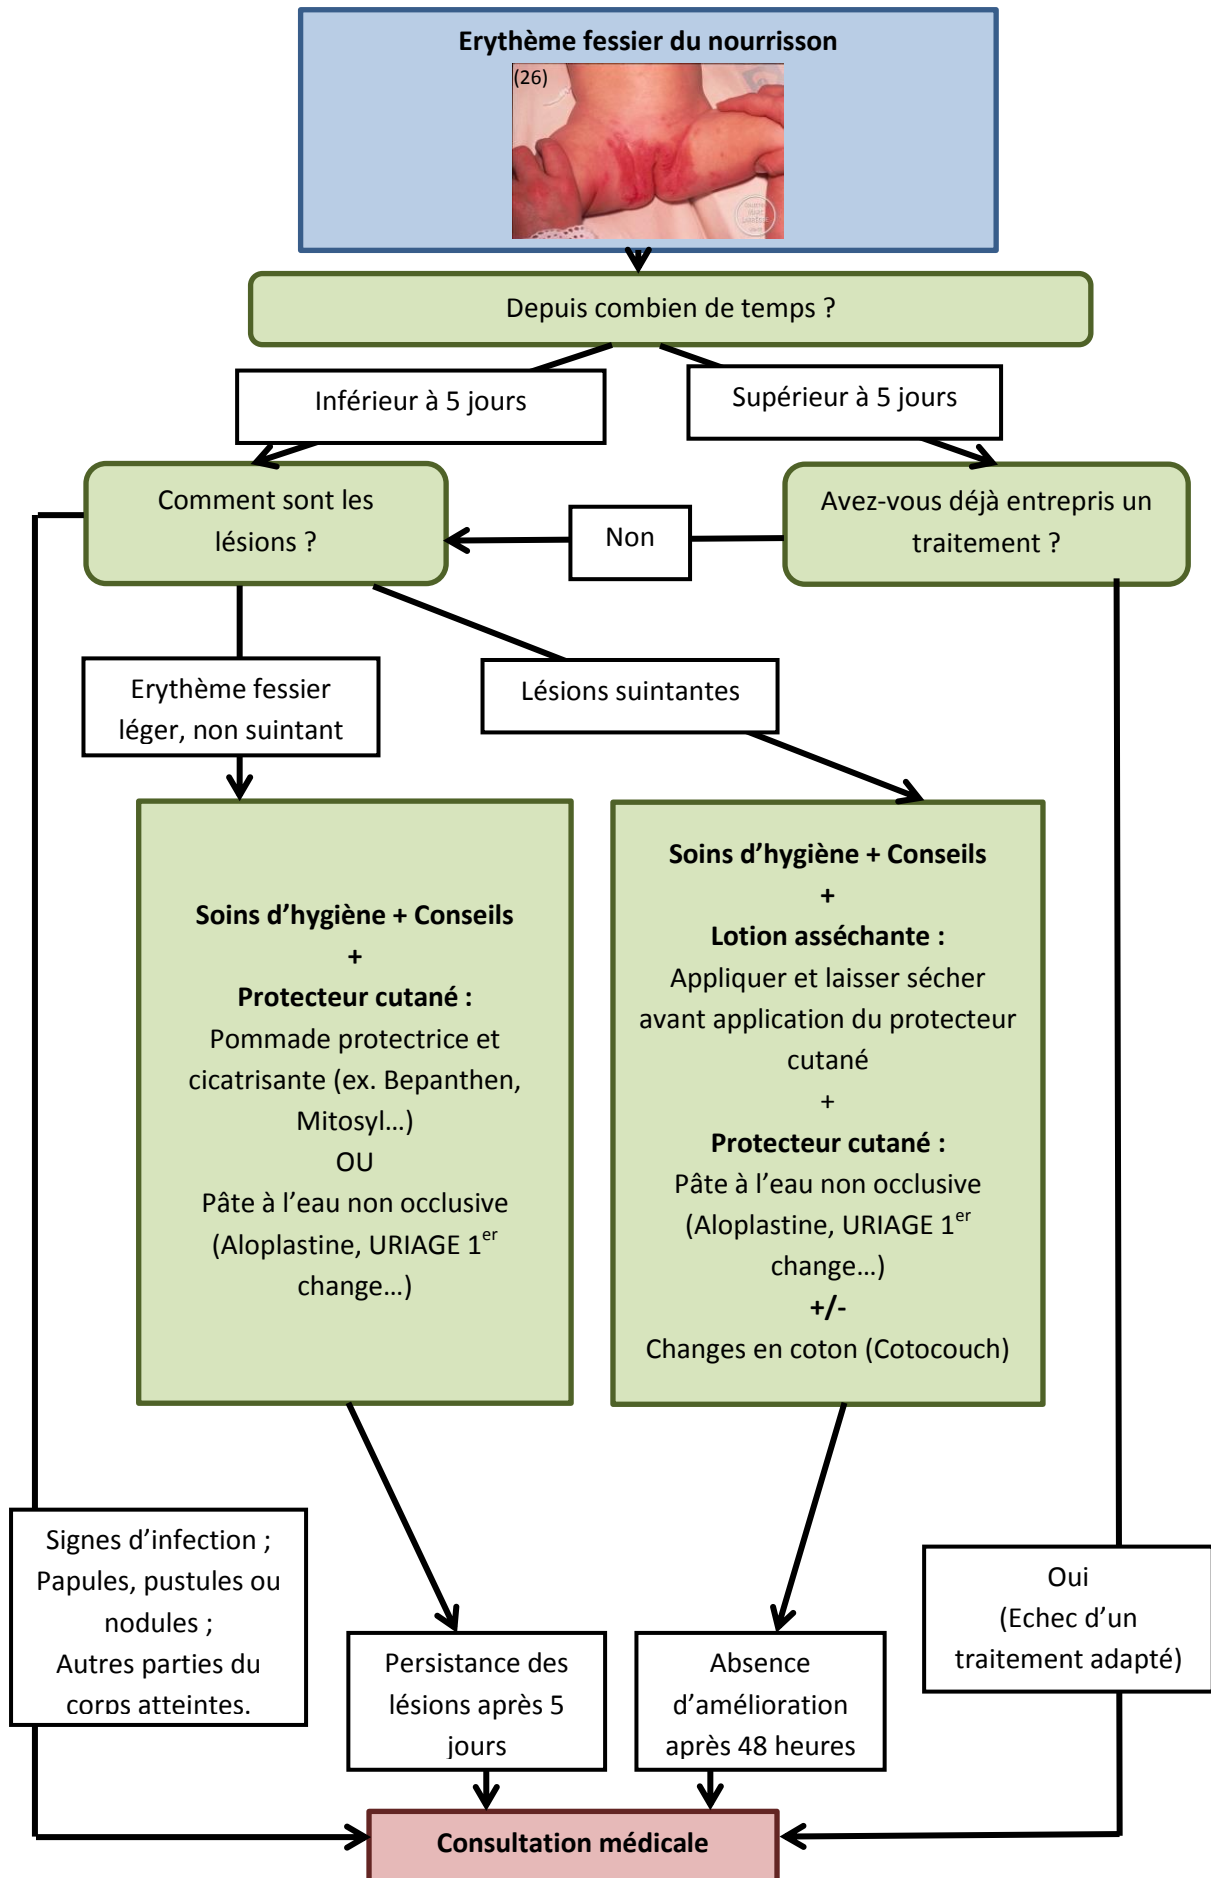 Erythème fessier du nourrisson
(26)
Depuis combien de temps ?
Inférieur à 5 jours
Supérieur à 5 jours
Comment sont les
lésions ?
Non
Avez-vous déjà entrepris un
traitement ?
Erythème fessier
léger, non suintant
Lésions suintantes
Soins d’hygiène + Conseils
+
Protecteur cutané :
Pommade protectrice et
cicatrisante (ex. Bepanthen,
Mitosyl…)
OU
Pâte à l’eau non occlusive
(Aloplastine, URIAGE 1er
change…)
Soins d’hygiène + Conseils
+
Lotion asséchante :
Appliquer et laisser sécher
avant application du protecteur
cutané
+
Protecteur cutané :
Pâte à l’eau non occlusive
(Aloplastine, URIAGE 1er
change…)
+/-
Changes en coton (Cotocouch)
Signes d’infection ;
Papules, pustules ou
nodules ;
Autres parties du
corps atteintes.
Persistance des
lésions après 5
jours
Absence
d’amélioration
après 48 heures
Oui
(Echec d’un
traitement adapté)
Consultation médicale